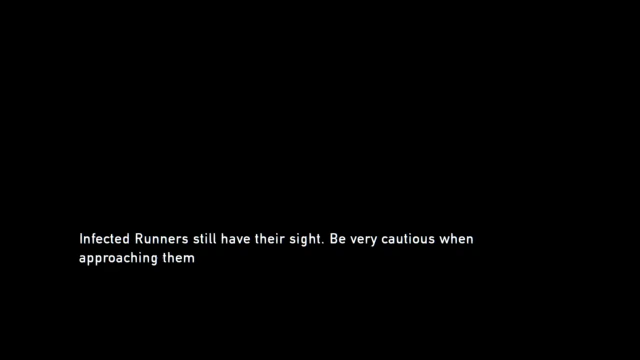 Infected Runners still have their sight. Be very cautious when
approaching them